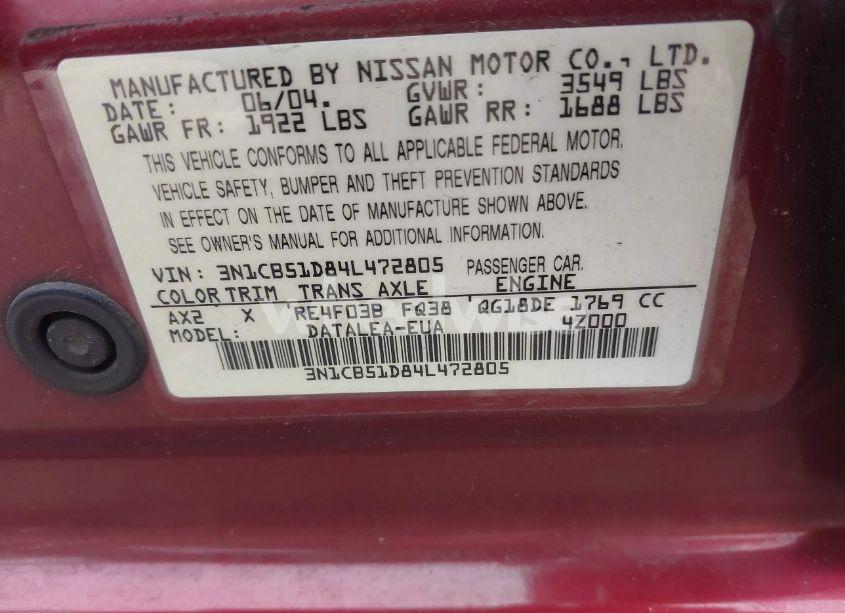 MANUFACTURED BY NISSAN MOTOR CO., LTD.
DATE: 06/04. GVWR: 3549 LBS
GAWR FR: 1922 LBS GAWR RR: 1688 LBS
THIS VEHICLE CONFORMS TO ALL APPLICABLE FEDERAL MOTOR.
VEHICLE SAFETY, BUMPER AND THEFT PREVENTION STANDARDS
IN EFFECT ON THE DATE OF MANUFACTURE SHOWN ABOVE.
SEE OWNER'S MANUAL FOR ADDITIONAL INFORMATION.
VIN: 3N1CB51D84L472805 PASSENGER CAR.
COLOR TRIM TRANS AXLE ENGINE
AX2 X RE4F03B FQ38 QG18DE 1769 CC
MODEL: DATALEA-EUA 4Z000
3N1CB51D84L472805